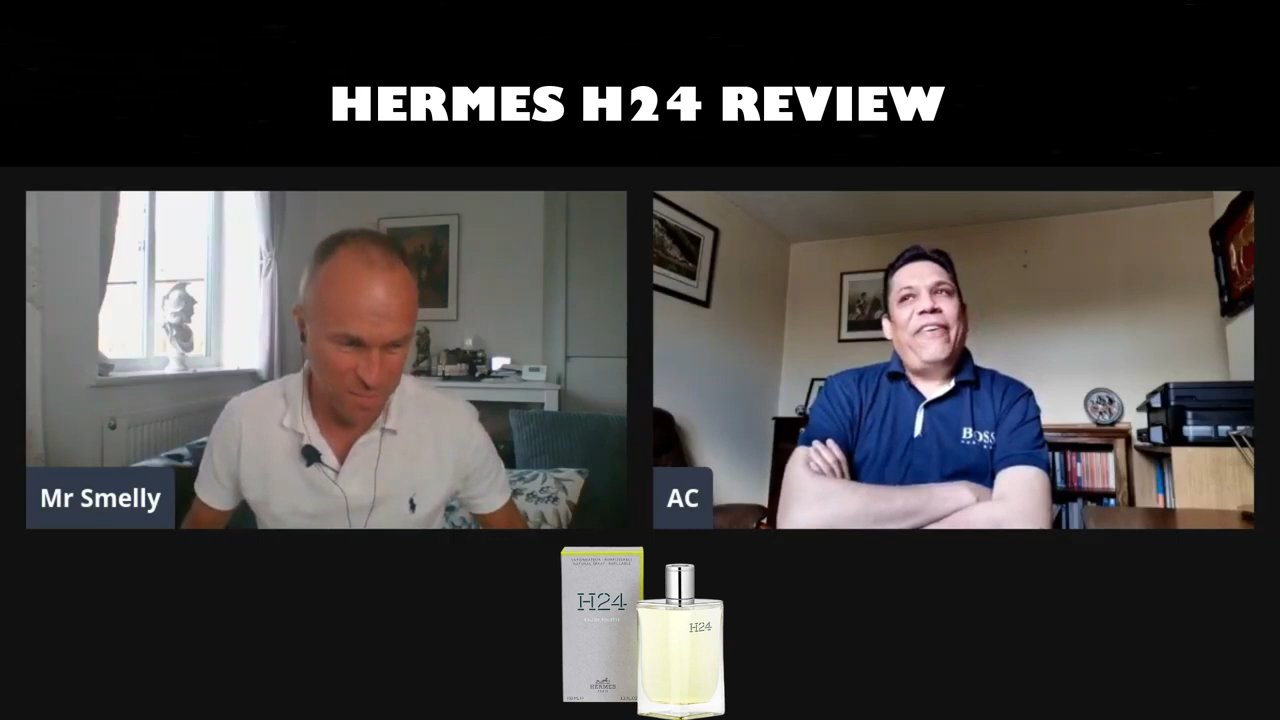 HERMES H24 REVIEW
Mr Smelly
AC
BOSS
H24
H24
HERMES